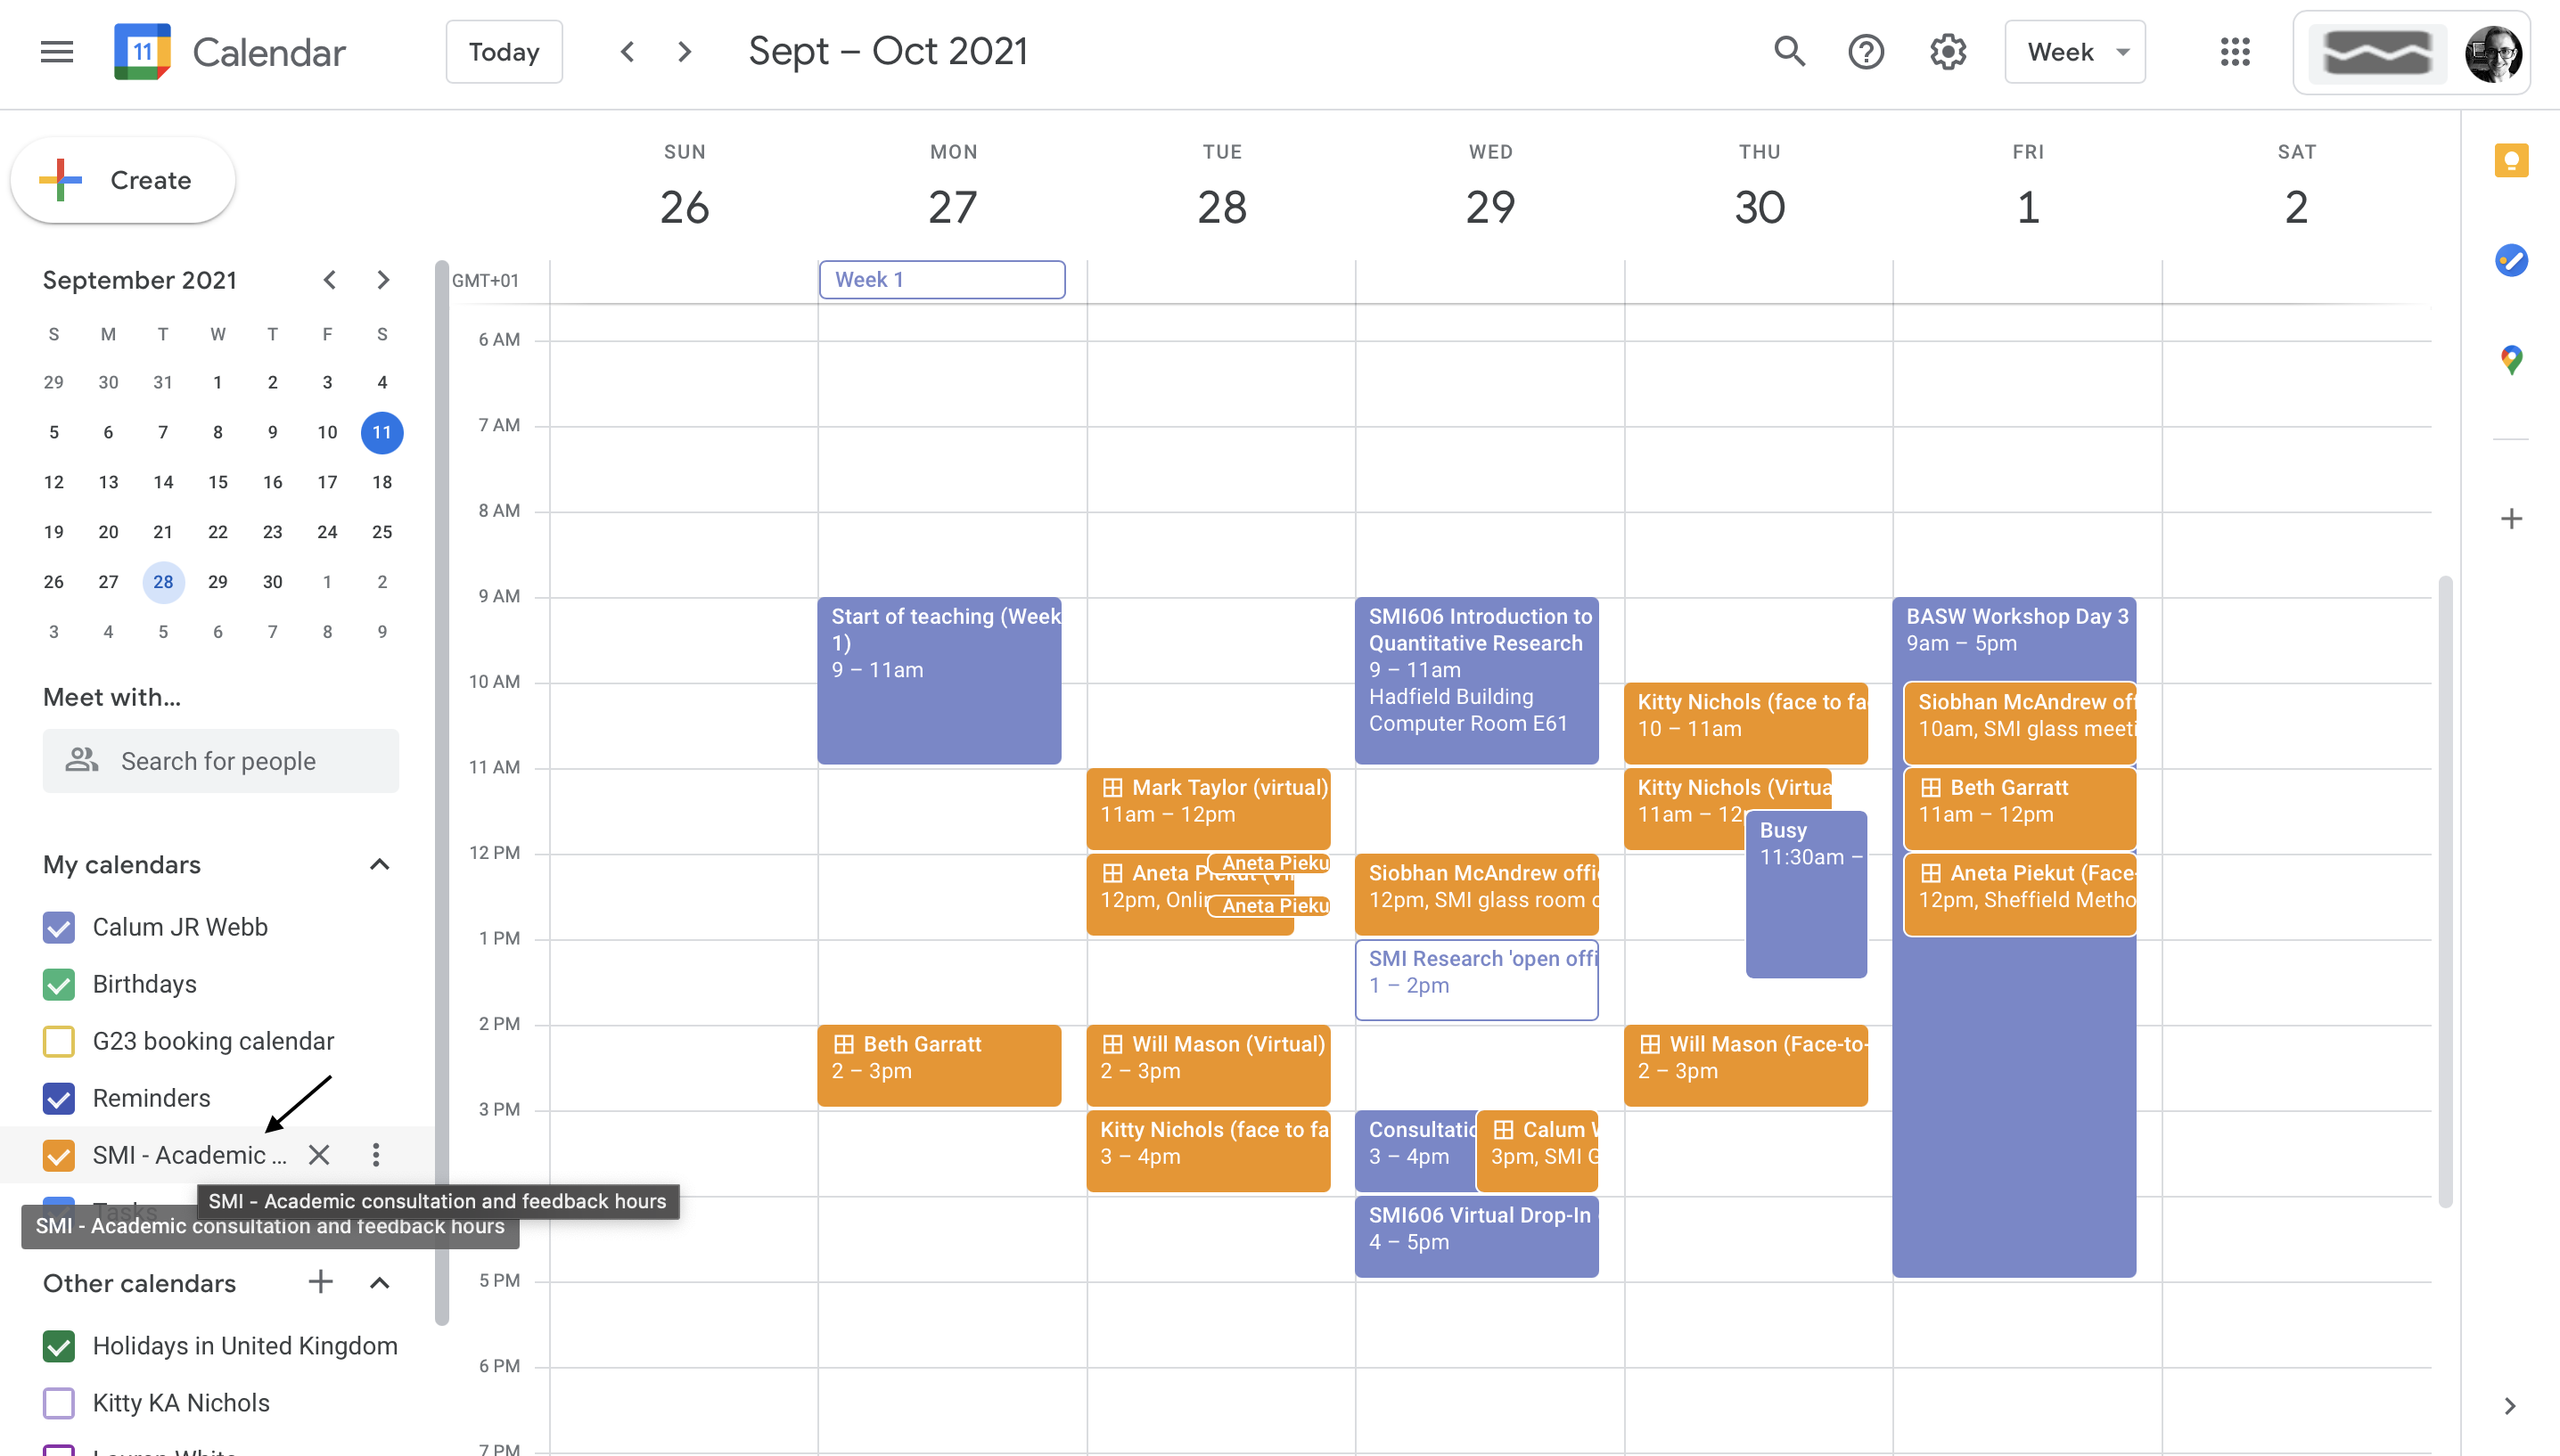 11 Calendar Today Sept – Oct 2021 Week
Create
September 2021
S M T W T F S
29 30 31 1 2 3 4
5 6 7 8 9 10 11
12 13 14 15 16 17 18
19 20 21 22 23 24 25
26 27 28 29 30 1 2
3 4 5 6 7 8 9
Meet with...
Search for people
My calendars
Calum JR Webb
Birthdays
G23 booking calendar
Reminders
SMI - Academic ...
Tasks
SMI - Academic consultation and feedback hours
SMI - Academic consultation and feedback hours
Other calendars
Holidays in United Kingdom
Kitty KA Nichols
SUN MON TUE WED THU FRI SAT
26 27 28 29 30 1 2
GMT+01
Week 1
6 AM
7 AM
8 AM
9 AM
10 AM
11 AM
12 PM
1 PM
2 PM
3 PM
5 PM
6 PM
7 PM
Start of teaching (Week
1)
9 – 11am
Beth Garratt
2 – 3pm
Mark Taylor (virtual)
11am – 12pm
Aneta Piekut
12pm,
Aneta Pieku
Aneta Pieku
Will Mason (Virtual)
2 – 3pm
Kitty Nichols (face to fa
3 – 4pm
SMI606 Introduction to
Quantitative Research
9 – 11am
Hadfield Building
Computer Room E61
Siobhan McAndrew offi
12pm, SMI glass room
SMI Research 'open offi
1 – 2pm
Consultatio
3 – 4pm
Calum
3pm, SMI G
SMI606 Virtual Drop-In
4 – 5pm
Kitty Nichols (face to fa
10 – 11am
Kitty Nichols (Virtua
11am – 12
Busy
11:30am –
Will Mason (Face-to-
2 – 3pm
BASW Workshop Day 3
9am – 5pm
Siobhan McAndrew off
10am, SMI glass meeti
Beth Garratt
11am – 12pm
Aneta Piekut (Face-
12pm, Sheffield Metho